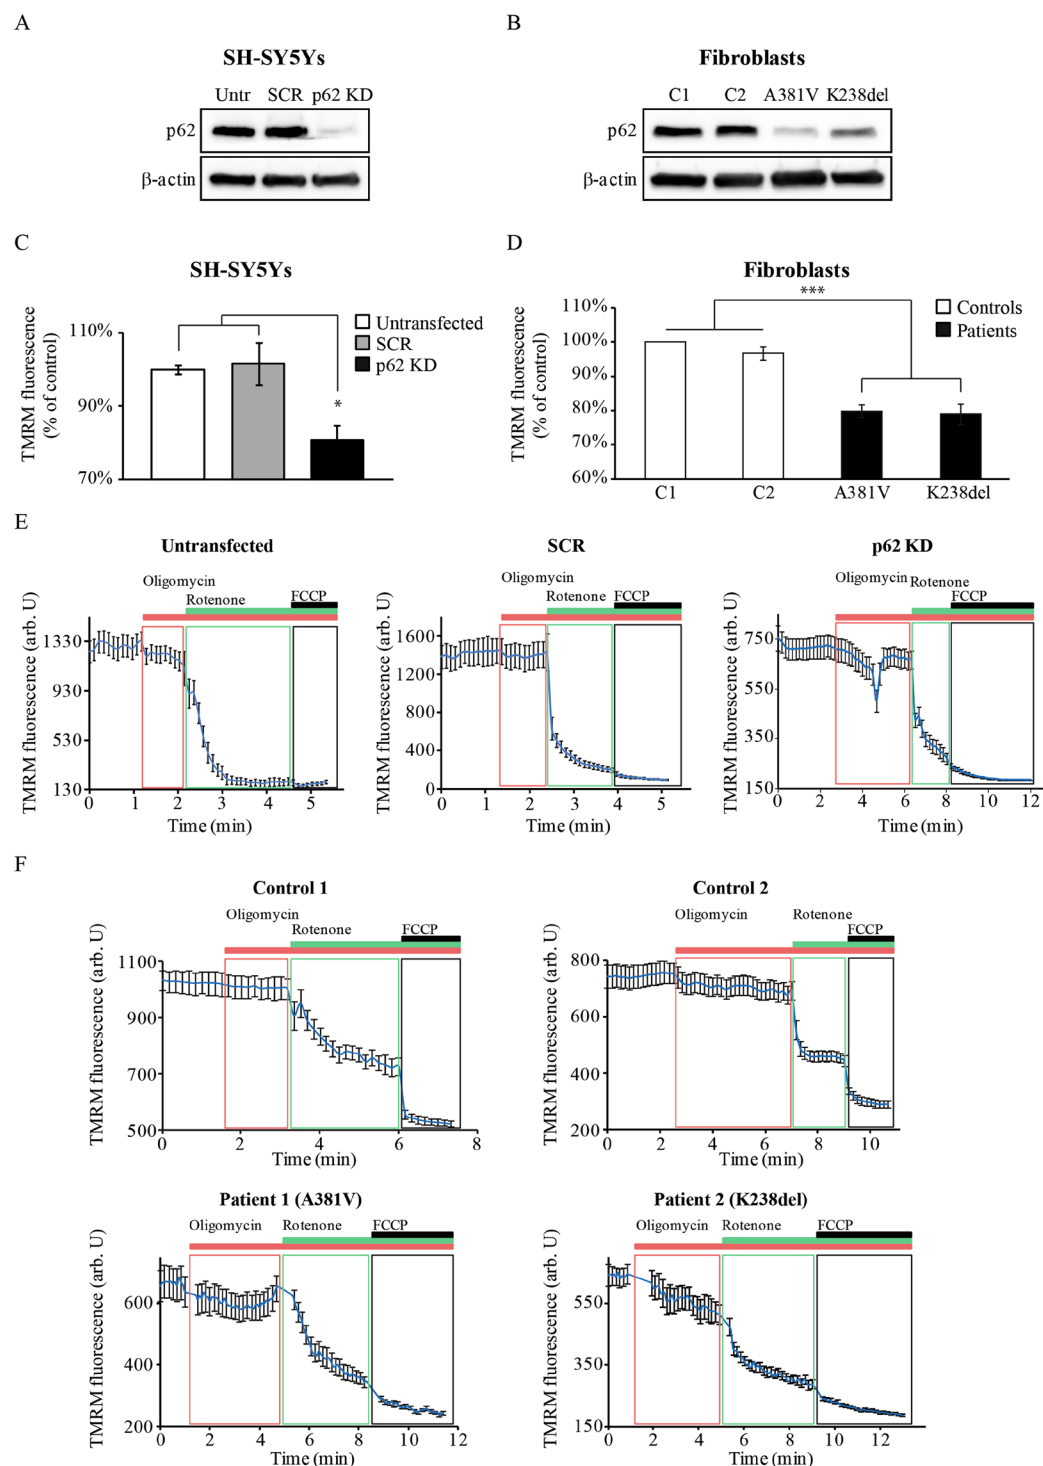 A
B
SH-SY5Ys
Fibroblasts
Untr SCR p62 KD
C1 C2 A381V K238del
p62
p62
β-actin
β-actin
C
D
SH-SY5Ys
Fibroblasts
TMRM fluorescence
(% of control)
110%
90%
70%
*
Untransfected
SCR
p62 KD
TMRM fluorescence
(% of control)
110%
100%
90%
80%
70%
60%
***
Controls
Patients
C1 C2 A381V K238del
E
Untransfected
SCR
p62 KD
Oligomycin
Rotenone
FCCP
TMRM fluorescence (arb. U)
1330
930
530
130
0 1 2 3 4 5
Time (min)
Oligomycin
Rotenone
FCCP
TMRM fluorescence (arb. U)
1600
1200
800
400
0
0 1 2 3 4 5
Time (min)
Oligomycin
Rotenone
FCCP
TMRM fluorescence (arb. U)
750
550
350
150
0 2 4 6 8 10 12
Time (min)
F
Control 1
Oligomycin
Rotenone
FCCP
TMRM fluorescence (arb. U)
1100
900
700
500
0 2 4 6 8
Time (min)
Control 2
Oligomycin
Rotenone
FCCP
TMRM fluorescence (arb. U)
800
600
400
200
0 2 4 6 8 10
Time (min)
Patient 1 (A381V)
Oligomycin
Rotenone
FCCP
TMRM fluorescence (arb. U)
600
400
200
0 2 4 6 8 10 12
Time (min)
Patient 2 (K238del)
Oligomycin
Rotenone
FCCP
TMRM fluorescence (arb. U)
550
350
150
0 2 4 6 8 10 12
Time (min)